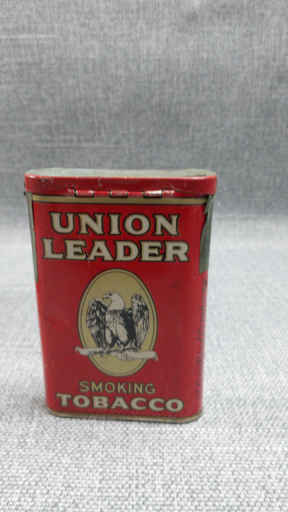 UNION
LEADER
SMOKING
TOBACCO